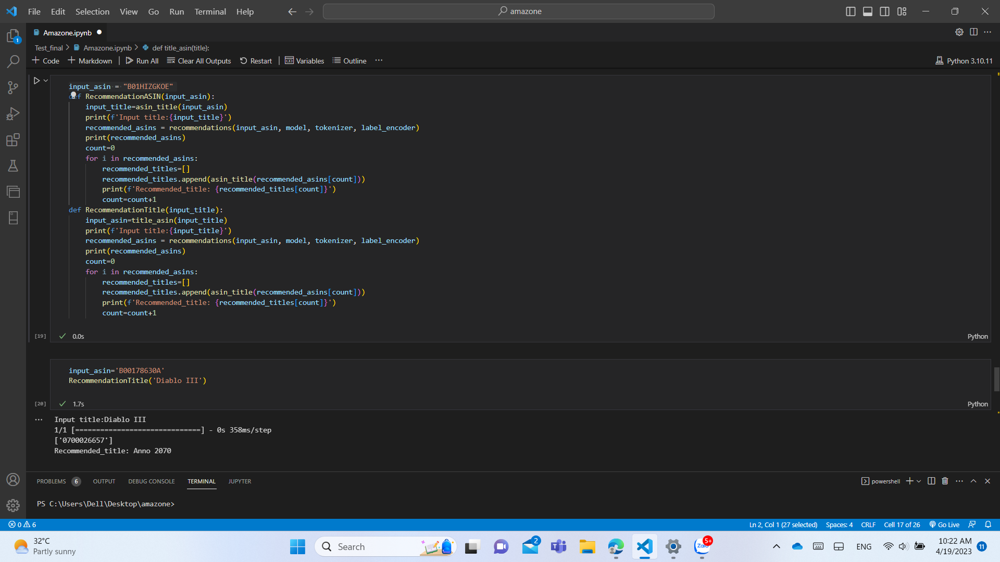 File Edit Selection View Go Run Terminal Help
amazone
1
Amazone.ipynb
Test_final > Amazone.ipynb > def title_asin(title):
+ Code + Markdown | Run All Clear All Outputs Restart | Variables Outline ...
Python 3.10.11
input_asin = "B01HIZGKOE"
def RecommendationASIN(input_asin):
    input_title=asin_title(input_asin)
    print(f'Input title:{input_title}')
    recommended_asins = recommendations(input_asin, model, tokenizer, label_encoder)
    print(recommended_asins)
    count=0
    for i in recommended_asins:
        recommended_titles=[]
        recommended_titles.append(asin_title(recommended_asins[count]))
        print(f'Recommended_title: {recommended_titles[count]}')
        count=count+1
def RecommendationTitle(input_title):
    input_asin=title_asin(input_title)
    print(f'Input title:{input_title}')
    recommended_asins = recommendations(input_asin, model, tokenizer, label_encoder)
    print(recommended_asins)
    count=0
    for i in recommended_asins:
        recommended_titles=[]
        recommended_titles.append(asin_title(recommended_asins[count]))
        print(f'Recommended_title: {recommended_titles[count]}')
        count=count+1
[19] 0.0s Python
input_asin='B00178630A'
RecommendationTitle('Diablo III')
[20] 1.7s Python
... Input title:Diablo III
1/1 [==============================] - 0s 358ms/step
['0700026657']
Recommended_title: Anno 2070
PROBLEMS 6 OUTPUT DEBUG CONSOLE TERMINAL JUPYTER
powershell
PS C:\Users\Dell\Desktop\amazone>
0 6
Ln 2, Col 1 (27 selected) Spaces: 4 CRLF Cell 17 of 26 Go Live
32°C
Partly sunny
Search
2
Zalo
5+
ENG
10:22 AM
4/19/2023
11